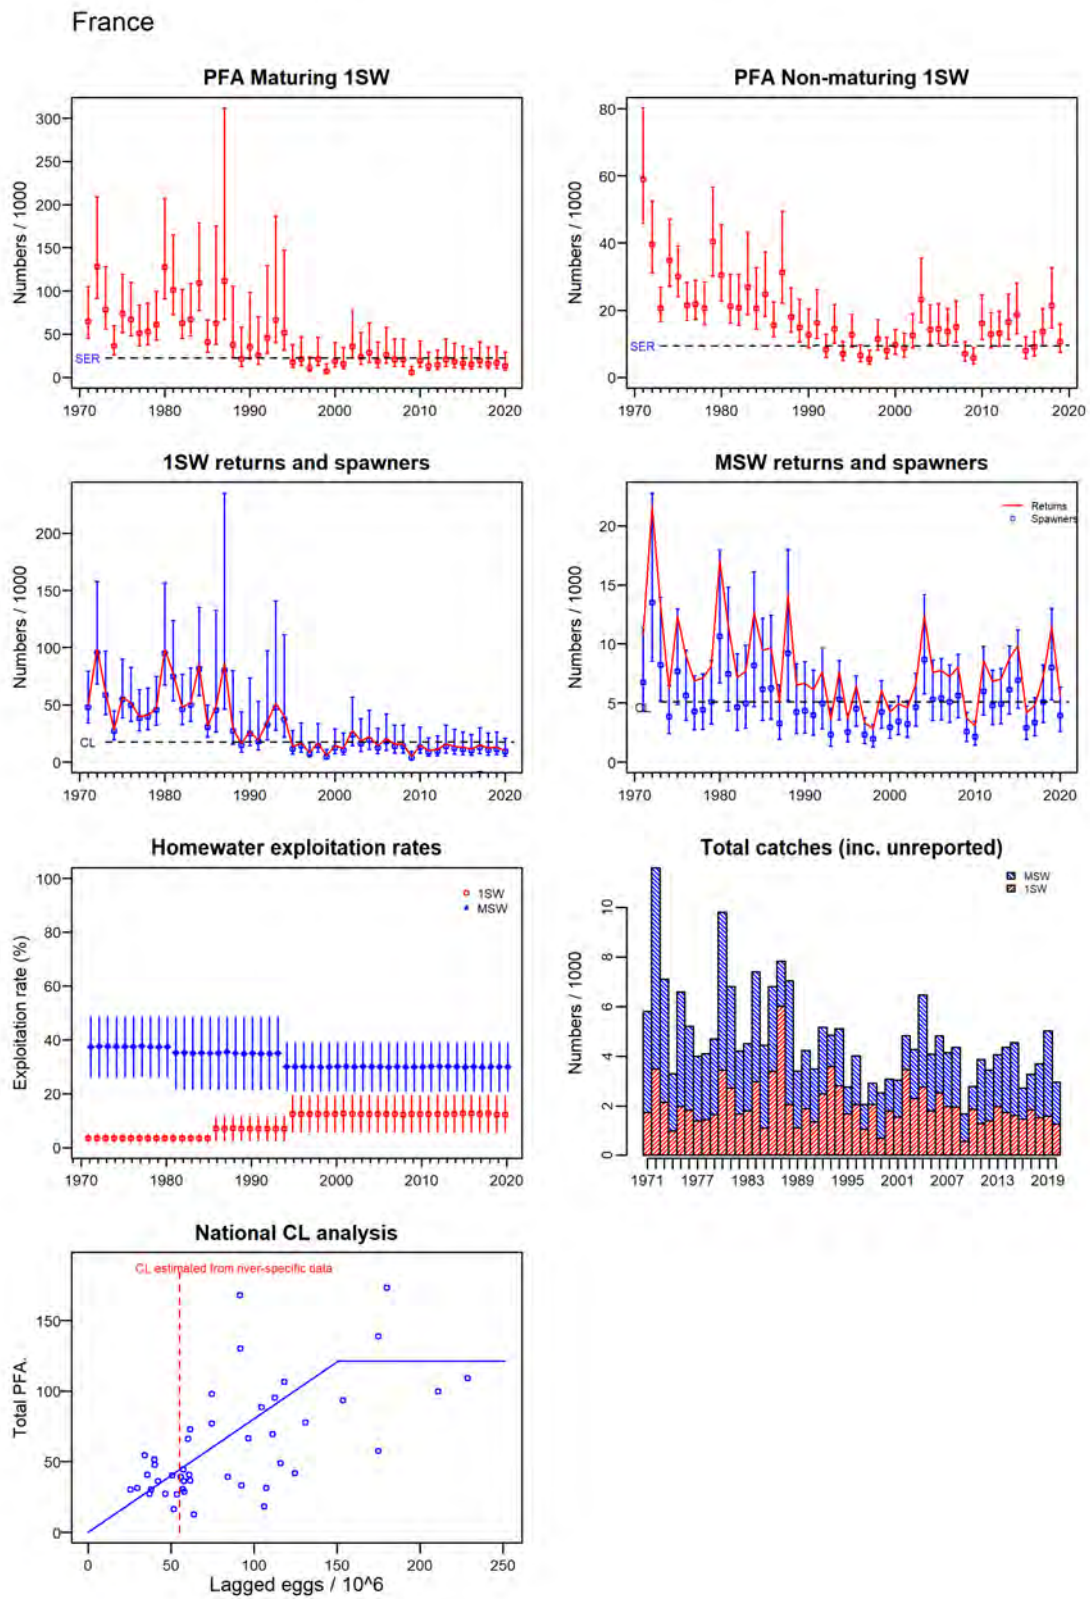 France
PFA Maturing 1SW
Numbers / 1000
300
250
200
150
100
50
0
SER
1970 1980 1990 2000 2010 2020
PFA Non-maturing 1SW
Numbers / 1000
80
60
40
20
0
SER
1970 1980 1990 2000 2010 2020
1SW returns and spawners
Numbers / 1000
200
150
100
50
0
CL
1970 1980 1990 2000 2010 2020
MSW returns and spawners
Numbers / 1000
20
15
10
5
0
CL
Returns
Spawners
1970 1980 1990 2000 2010 2020
Homewater exploitation rates
Exploitation rate (%)
100
80
60
40
20
0
1SW
MSW
1970 1980 1990 2000 2010 2020
Total catches (inc. unreported)
Numbers / 1000
10
8
6
4
2
0
MSW
1SW
1971 1977 1983 1989 1995 2001 2007 2013 2019
National CL analysis
CL estimated from river-specific data
Total PFA.
150
100
50
0
0 50 100 150 200 250
Lagged eggs / 10^6